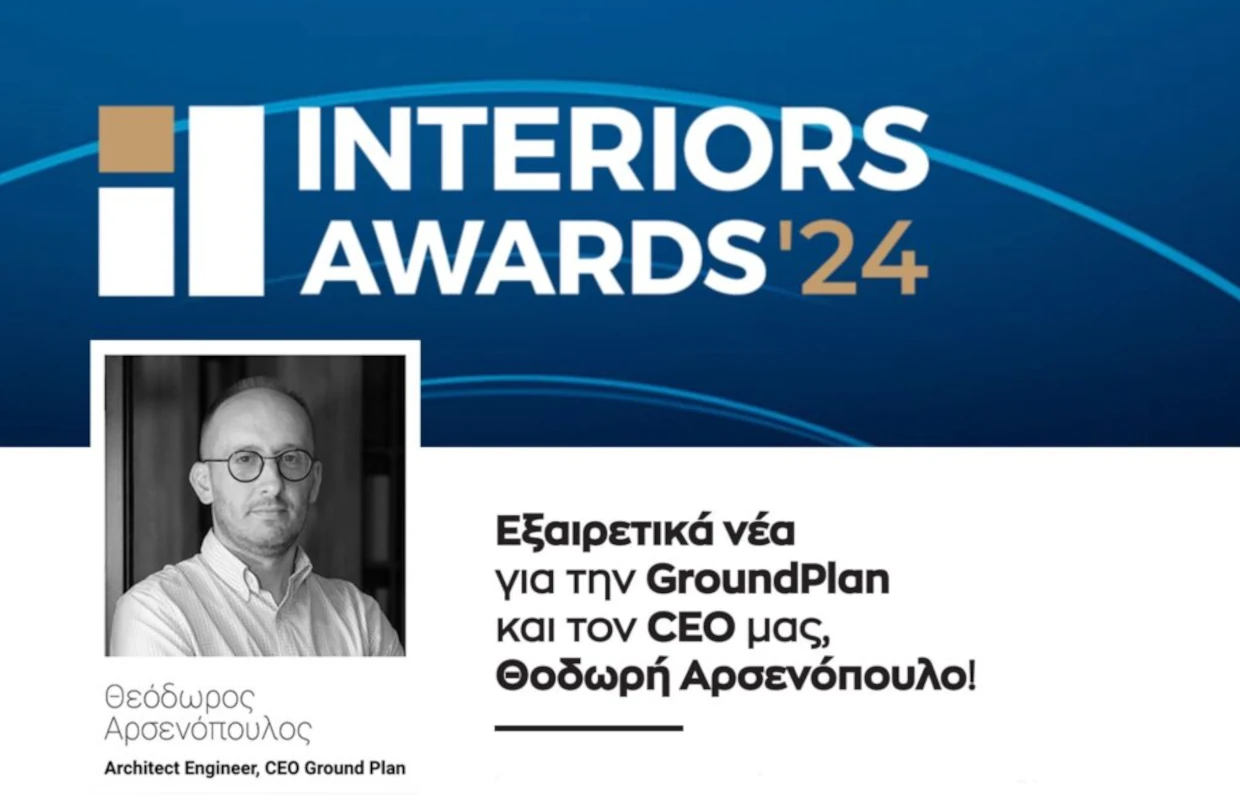 INTERIORS
AWARDS '24
Θεόδωρος
Αρσενόπουλος
Architect Engineer, CEO Ground Plan
Εξαιρετικά νέα
για την GroundPlan
και τον CEO μας,
Θοδωρή Αρσενόπουλο!